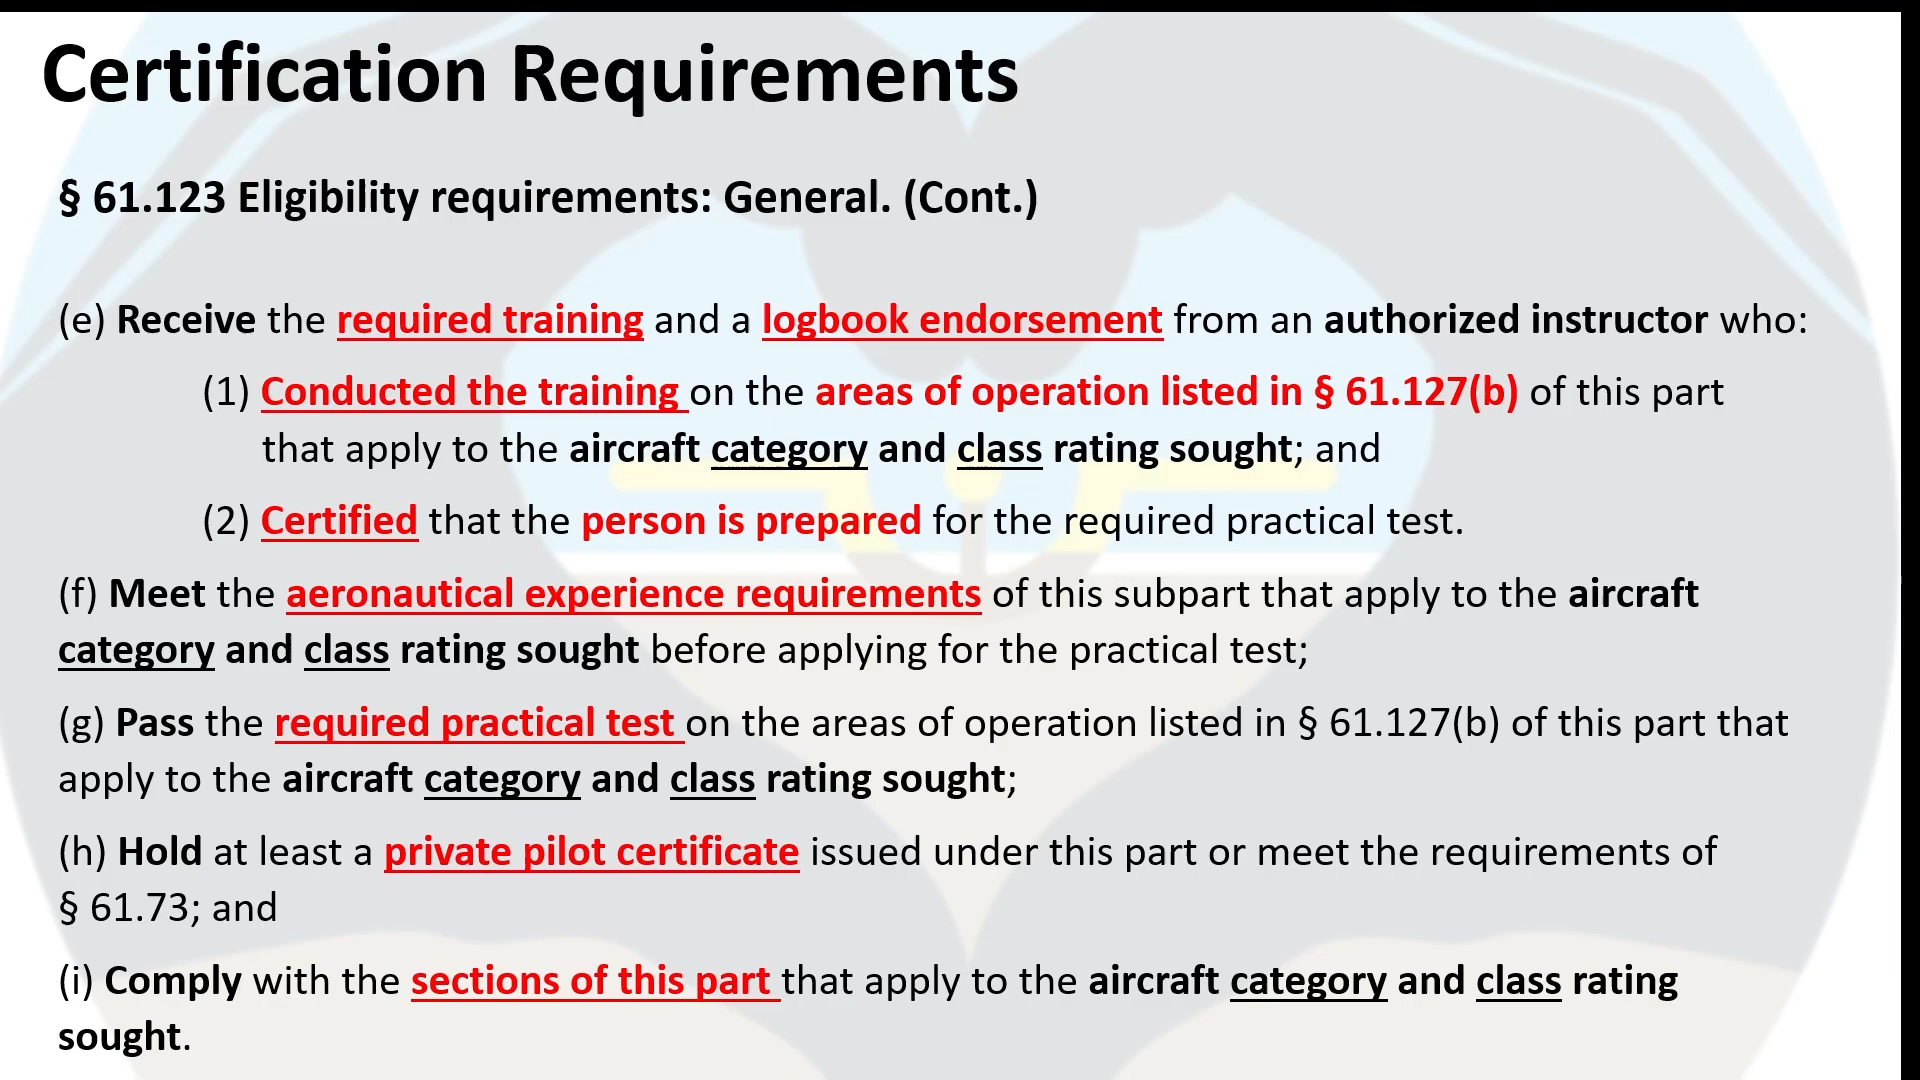 Certification Requirements
§ 61.123 Eligibility requirements: General. (Cont.)
(e) Receive the required training and a logbook endorsement from an authorized instructor who:
(1) Conducted the training on the areas of operation listed in § 61.127(b) of this part
that apply to the aircraft category and class rating sought; and
(2) Certified that the person is prepared for the required practical test.
(f) Meet the aeronautical experience requirements of this subpart that apply to the aircraft
category and class rating sought before applying for the practical test;
(g) Pass the required practical test on the areas of operation listed in § 61.127(b) of this part that
apply to the aircraft category and class rating sought;
(h) Hold at least a private pilot certificate issued under this part or meet the requirements of
§ 61.73; and
(i) Comply with the sections of this part that apply to the aircraft category and class rating
sought.